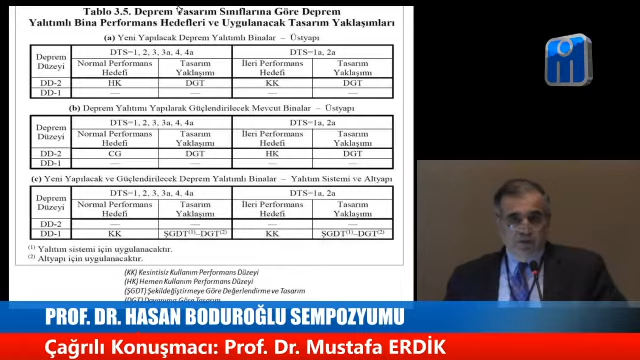 Tablo 3.5. Deprem Tasarım Sınıflarına Göre Deprem
Yalıtımlı Bina Performans Hedefleri ve Uygulanacak Tasarım Yaklaşımları
(a) Yeni Yapılacak Deprem Yalıtımlı Binalar – Üstyapı
Deprem Düzeyi DTS=1, 2, 3, 3a, 4, 4a DTS=1a, 2a
Normal Performans Hedefi Tasarım Yaklaşımı İleri Performans Hedefi Tasarım Yaklaşımı
DD-2 HK DGT KK DGT
DD-1 — — — —
(b) Deprem Yalıtımı Yapılarak Güçlendirilecek Mevcut Binalar – Üstyapı
Deprem Düzeyi DTS=1, 2, 3, 3a, 4, 4a DTS=1a, 2a
Normal Performans Hedefi Tasarım Yaklaşımı İleri Performans Hedefi Tasarım Yaklaşımı
DD-2 CG DGT HK DGT
DD-1 — — — —
(c) Yeni Yapılacak ve Güçlendirilecek Deprem Yalıtımlı Binalar – Yalıtım Sistemi ve Altyapı
Deprem Düzeyi DTS=1, 2, 3, 3a, 4, 4a DTS=1a, 2a
Normal Performans Hedefi Tasarım Yaklaşımı İleri Performans Hedefi Tasarım Yaklaşımı
DD-2 — — — —
DD-1 KK ŞGDT(1)–DGT(2) KK ŞGDT(1)–DGT(2)
(1) Yalıtım sistemi için uygulanacaktır.
(2) Altyapı için uygulanacaktır.
(KK) Kesintisiz Kullanım Performans Düzeyi
(HK) Hemen Kullanım Performans Düzeyi
(ŞGDT) Şekildeğiştirmeye Göre Değerlendirme ve Tasarım
(DGT) Dayanıma Göre Tasarım
PROF. DR. HASAN BODUROĞLU SEMPOZYUMU
Çağrılı Konuşmacı: Prof. Dr. Mustafa ERDİK